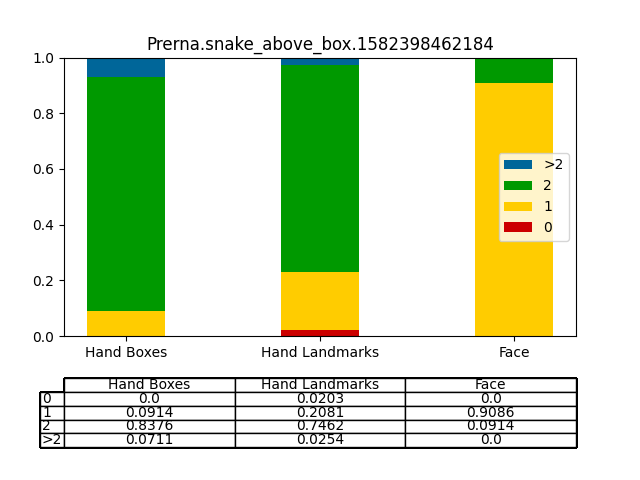 Prerna.snake_above_box.1582398462184
1.0
0.8
0.6
0.4
0.2
0.0
>2
2
1
0
Hand Boxes Hand Landmarks Face
Hand Boxes Hand Landmarks Face
0 0.0 0.0203 0.0
1 0.0914 0.2081 0.9086
2 0.8376 0.7462 0.0914
>2 0.0711 0.0254 0.0